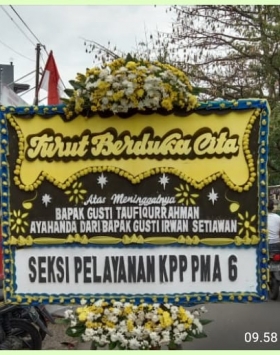 Turut Berduka Cita
Atas Meninggalnya
BAPAK GUSTI TAUFIQURRAHMAN
AYAHANDA DARI BAPAK GUSTI IRWAN SETIAWAN
SEKSI PELAYANAN KPP PMA 6
09.58